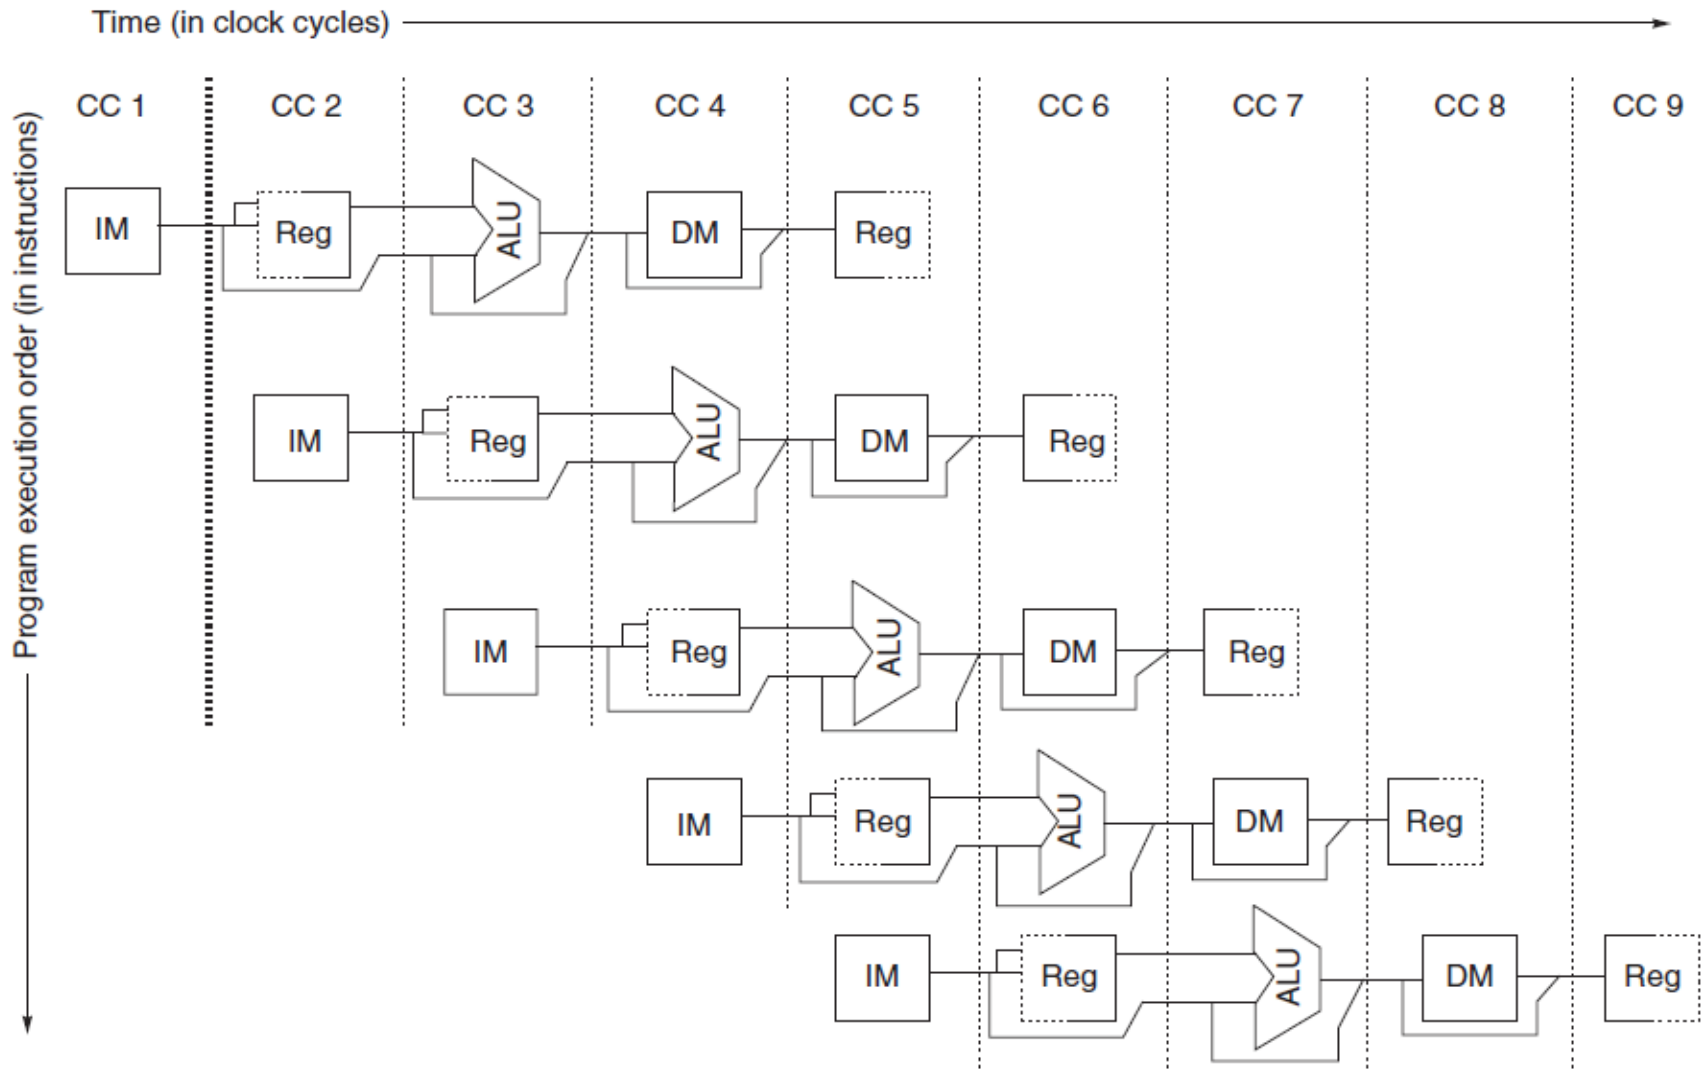 Time (in clock cycles)
CC 1 CC 2 CC 3 CC 4 CC 5 CC 6 CC 7 CC 8 CC 9
Program execution order (in instructions)
IM Reg ALU DM Reg
IM Reg ALU DM Reg
IM Reg ALU DM Reg
IM Reg ALU DM Reg
IM Reg ALU DM Reg